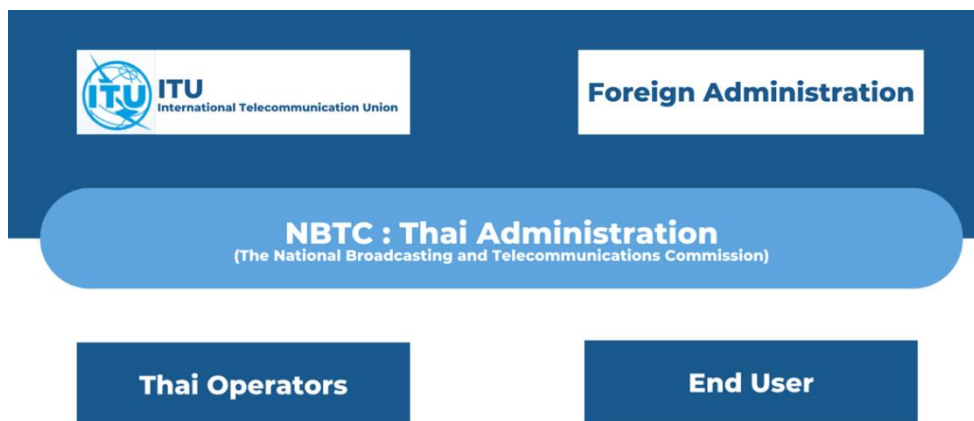 ITU
ITU
International Telecommunication Union
Foreign Administration
NBTC : Thai Administration
(The National Broadcasting and Telecommunications Commission)
Thai Operators
End User